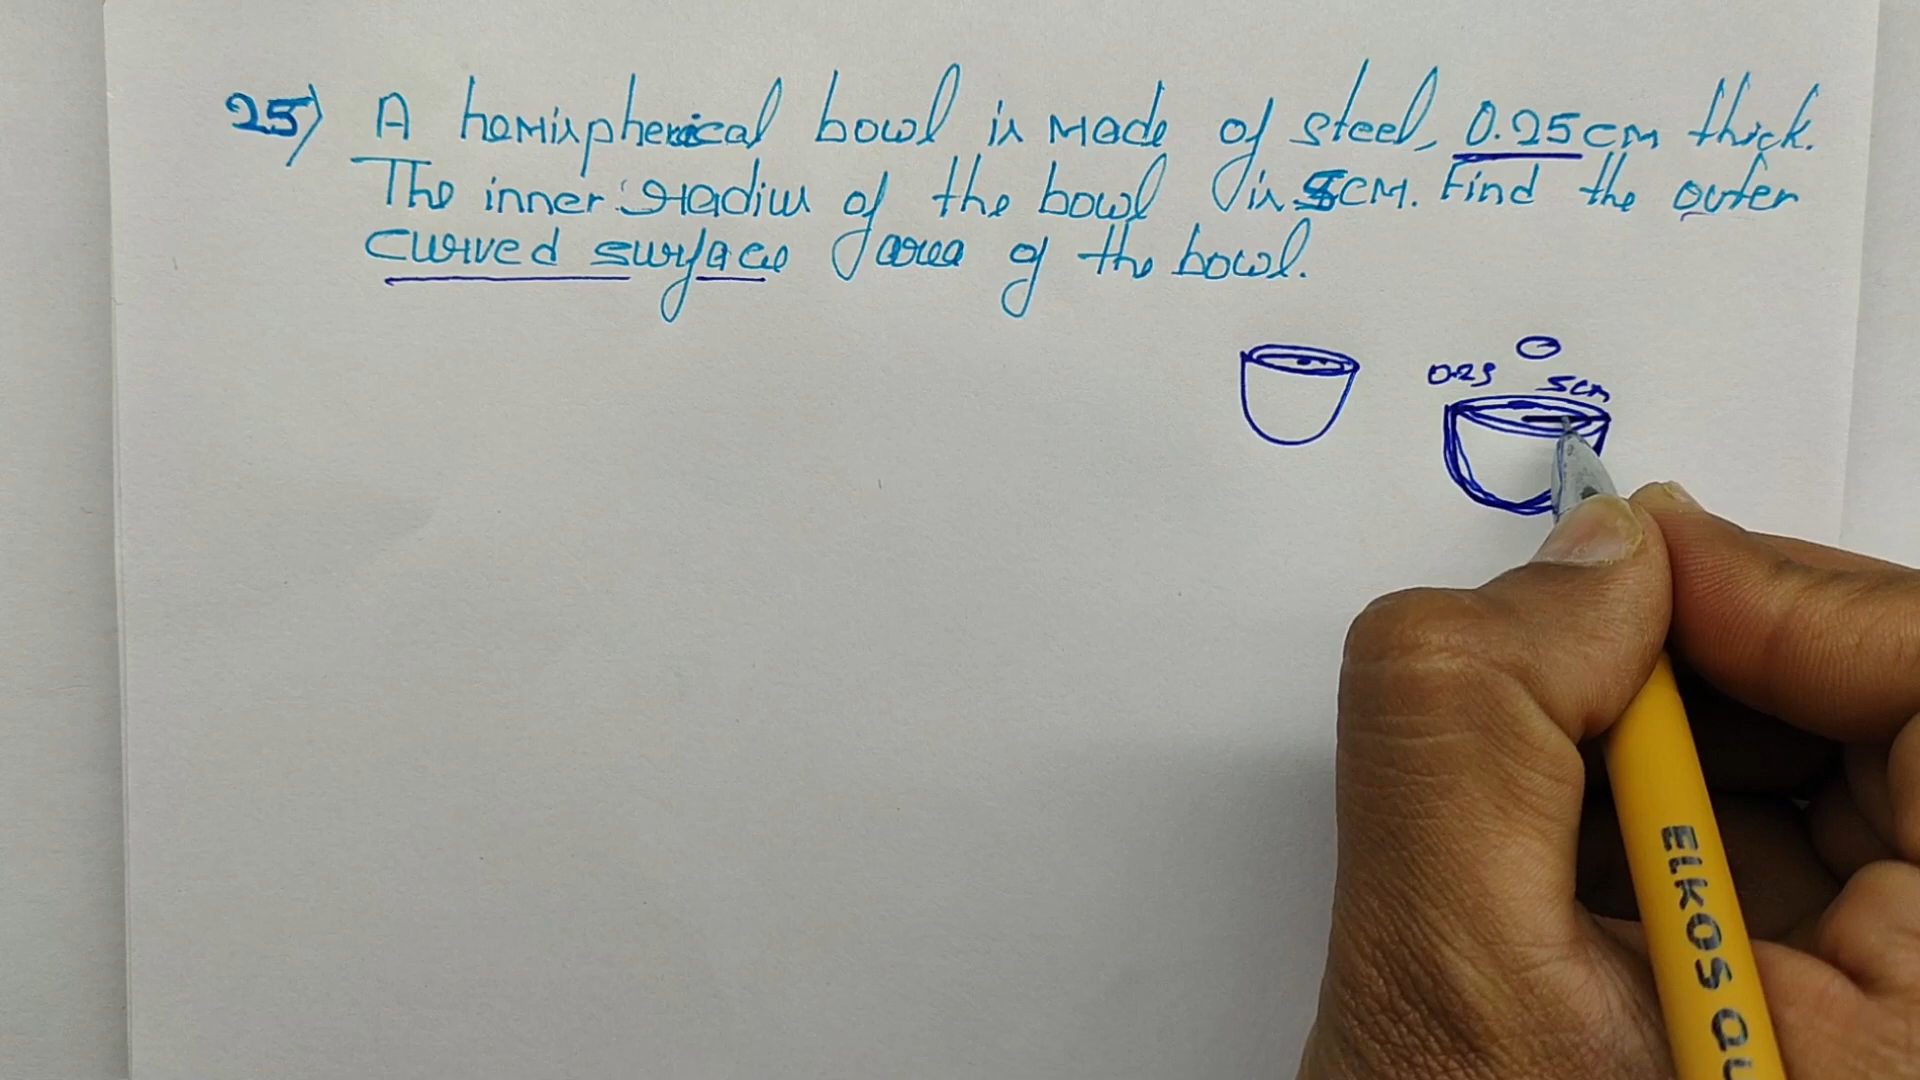 25) A hemispherical bowl is made of steel, 0.25cm thick.
The inner radius of the bowl is 5cm. Find the outer
curved surface area of the bowl.
0.25
5cm
ELKOS